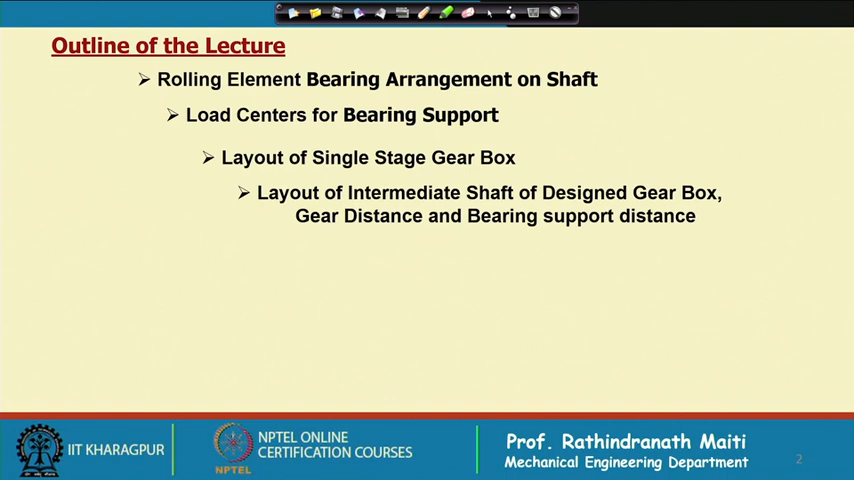 Outline of the Lecture
Rolling Element Bearing Arrangement on Shaft
Load Centers for Bearing Support
Layout of Single Stage Gear Box
Layout of Intermediate Shaft of Designed Gear Box,
Gear Distance and Bearing support distance
IIT KHARAGPUR
NPTEL
NPTEL ONLINE
CERTIFICATION COURSES
Prof. Rathindranath Maiti
Mechanical Engineering Department
2